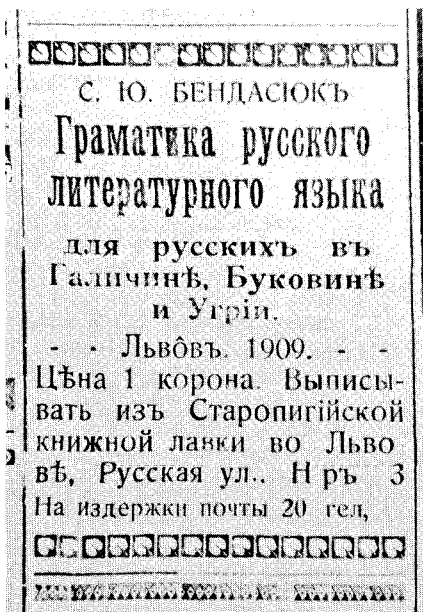 С. Ю. БЕНДАСЮКЪ
Граматика русского
литературного языка
для русскихъ въ
Галичинѣ, Буковинѣ
и Угріи.
- - Львôвъ. 1909. - -
Цѣна 1 корона. Выписы-
вать изъ Старопигійской
книжной лавки во Льво
вѣ, Русская ул.. Н ръ 3
На издержки почты 20 гел,